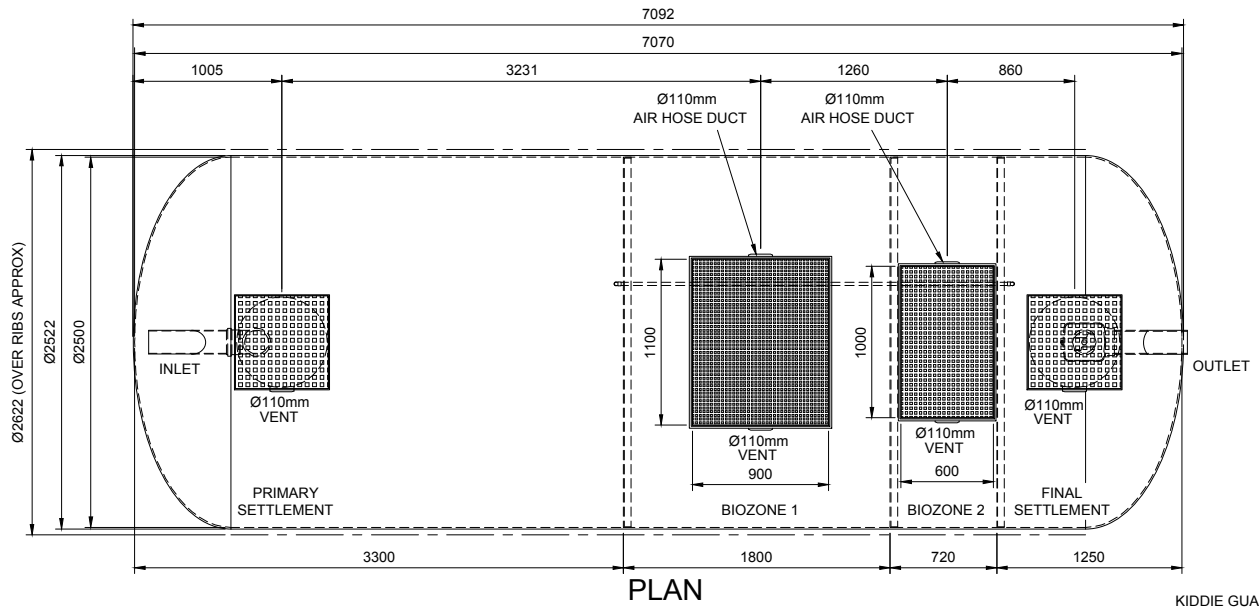 7092
7070
1005
3231
1260
860
Ø110mm
AIR HOSE DUCT
Ø110mm
AIR HOSE DUCT
Ø2622 (OVER RIBS APPROX)
Ø2522
Ø2500
1100
1000
INLET
OUTLET
Ø110mm
VENT
Ø110mm
VENT
Ø110mm
VENT
Ø110mm
VENT
900
600
PRIMARY
SETTLEMENT
BIOZONE 1
BIOZONE 2
FINAL
SETTLEMENT
3300
1800
720
1250
PLAN
KIDDIE GUA